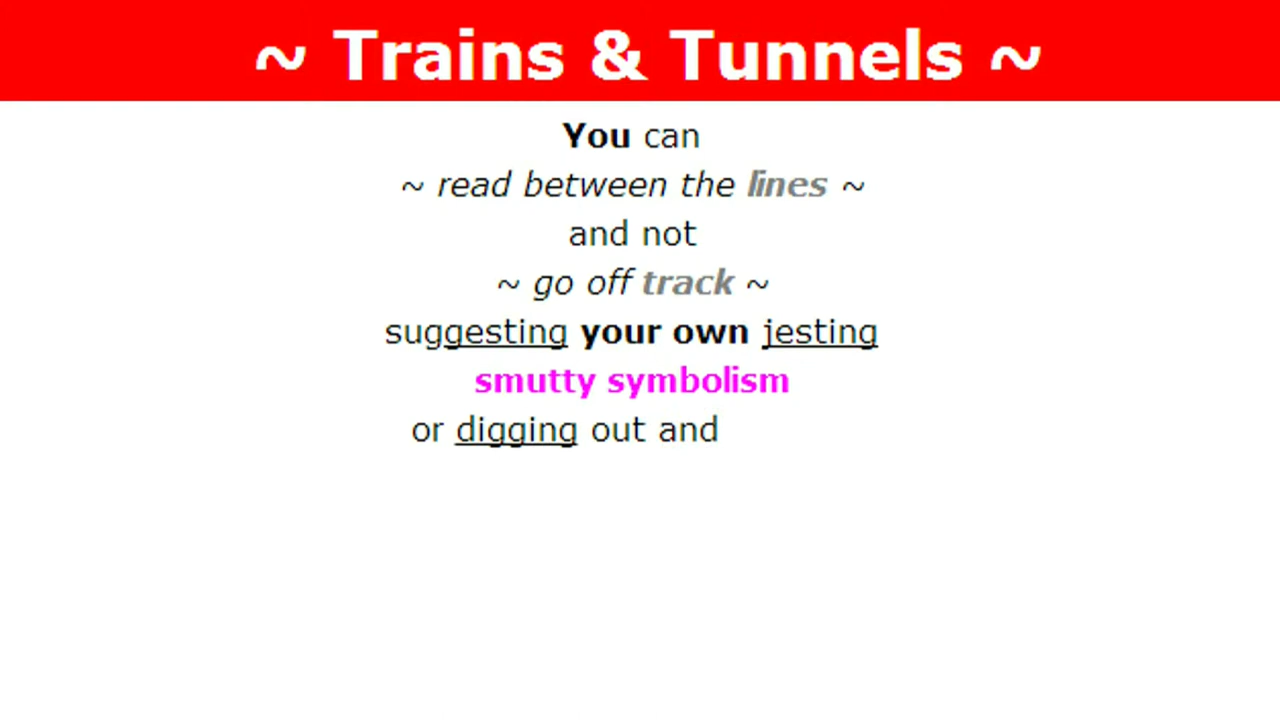 ~ Trains & Tunnels ~
You can
~ read between the lines ~
and not
~ go off track ~
suggesting your own jesting
smutty symbolism
or digging out and